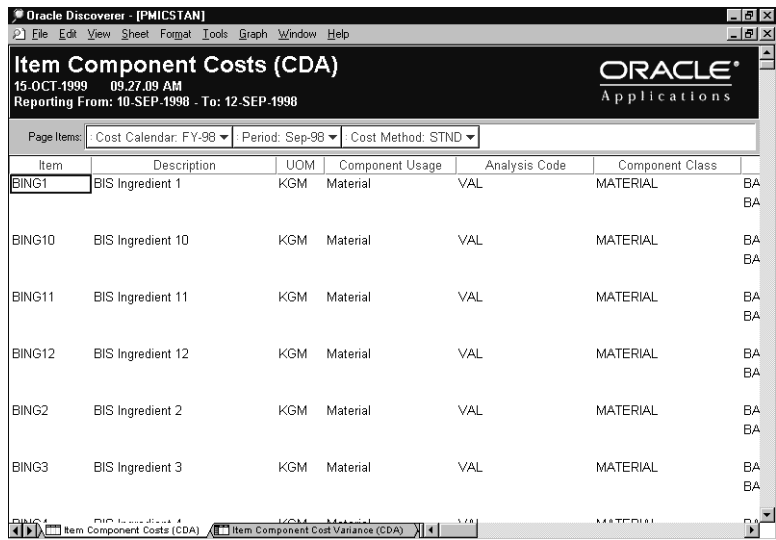 Oracle Discoverer - [PMICSTAN]
File Edit View Sheet Format Tools Graph Window Help
Item Component Costs (CDA)
15-OCT-1999 09.27.09 AM
Reporting From: 10-SEP-1998 - To: 12-SEP-1998
ORACLE®
Applications
Page Items: Cost Calendar: FY-98 Period: Sep-98 Cost Method: STND
Item Description UOM Component Usage Analysis Code Component Class
BING1 BIS Ingredient 1 KGM Material VAL MATERIAL BA
BA
BING10 BIS Ingredient 10 KGM Material VAL MATERIAL BA
BA
BING11 BIS Ingredient 11 KGM Material VAL MATERIAL BA
BA
BING12 BIS Ingredient 12 KGM Material VAL MATERIAL BA
BA
BING2 BIS Ingredient 2 KGM Material VAL MATERIAL BA
BA
BING3 BIS Ingredient 3 KGM Material VAL MATERIAL BA
BA
Item Component Costs (CDA) Item Component Cost Variance (CDA)